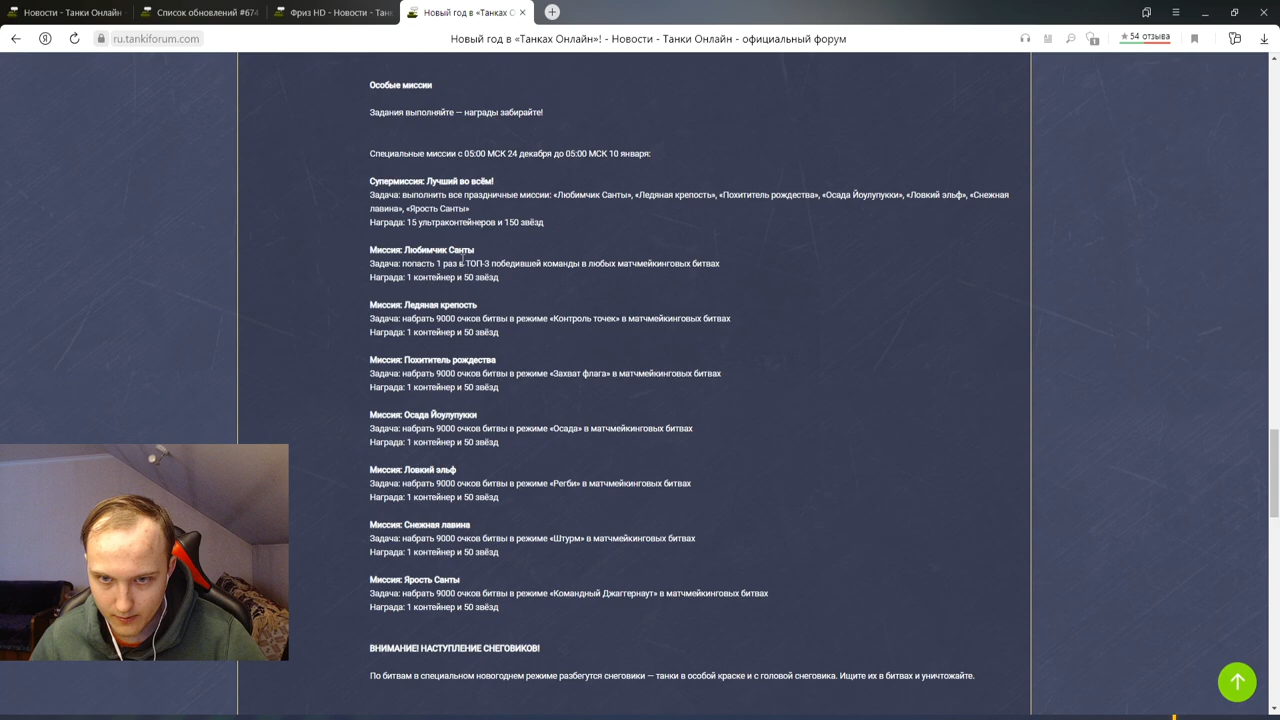 Танки Онлайн
Список обновлений #674
Фриз HD - Новости - Тан
Новый год в «Танках О
ru.tankiforum.com
Новый год в «Танках Онлайн»! - Новости - Танки Онлайн - официальный форум
★ 54 отзыва
Особые миссии
Задания выполняйте — награды забирайте!
Специальные миссии с 05:00 МСК 24 декабря до 05:00 МСК 10 января:
Супермиссия: Лучший во всём!
Задача: выполнить все праздничные миссии: «Любимчик Санты», «Ледяная крепость», «Похититель рождества», «Осада Йоулупукки», «Ловкий эльф», «Снежная
лавина», «Ярость Санты»
Награда: 15 ультраконтейнеров и 150 звёзд
Миссия: Любимчик Санты
Задача: попасть 1 раз в ТОП-3 победившей команды в любых матчмейкинговых битвах
Награда: 1 контейнер и 50 звёзд
Миссия: Ледяная крепость
Задача: набрать 9000 очков битвы в режиме «Контроль точек» в матчмейкинговых битвах
Награда: 1 контейнер и 50 звёзд
Миссия: Похититель рождества
Задача: набрать 9000 очков битвы в режиме «Захват флага» в матчмейкинговых битвах
Награда: 1 контейнер и 50 звёзд
Миссия: Осада Йоулупукки
Задача: набрать 9000 очков битвы в режиме «Осада» в матчмейкинговых битвах
Награда: 1 контейнер и 50 звёзд
Миссия: Ловкий эльф
Задача: набрать 9000 очков битвы в режиме «Регби» в матчмейкинговых битвах
Награда: 1 контейнер и 50 звёзд
Миссия: Снежная лавина
Задача: набрать 9000 очков битвы в режиме «Штурм» в матчмейкинговых битвах
Награда: 1 контейнер и 50 звёзд
Миссия: Ярость Санты
Задача: набрать 9000 очков битвы в режиме «Командный Джаггернаут» в матчмейкинговых битвах
Награда: 1 контейнер и 50 звёзд
ВНИМАНИЕ! НАСТУПЛЕНИЕ СНЕГОВИКОВ!
По битвам в специальном новогоднем режиме разбегутся снеговики — танки в особой краске и с головой снеговика. Ищите их в битвах и уничтожайте.